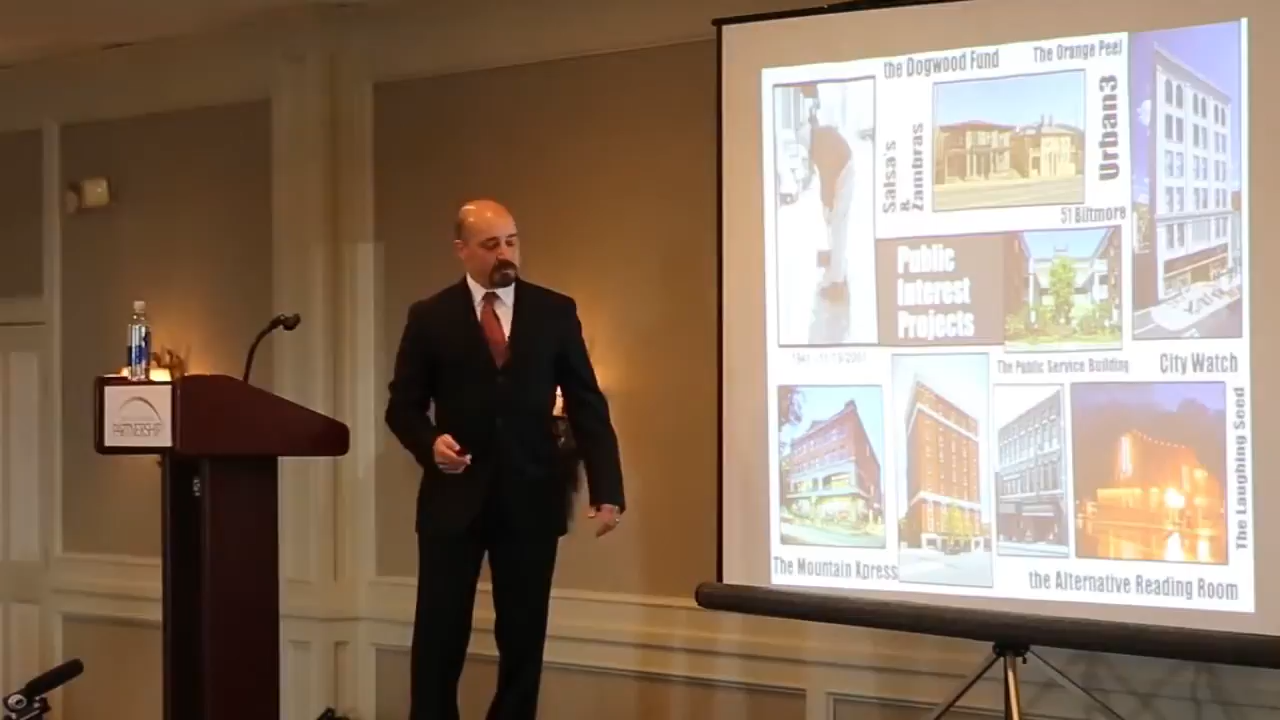 the Dogwood Fund
The Orange Peel
Salsa's
&
Zambras
Urban3
51 Biltmore
Public
Interest
Projects
The Public Service Building
City Watch
The Mountain Xpress
the Alternative Reading Room
The Laughing Seed
PARTNERSHIP